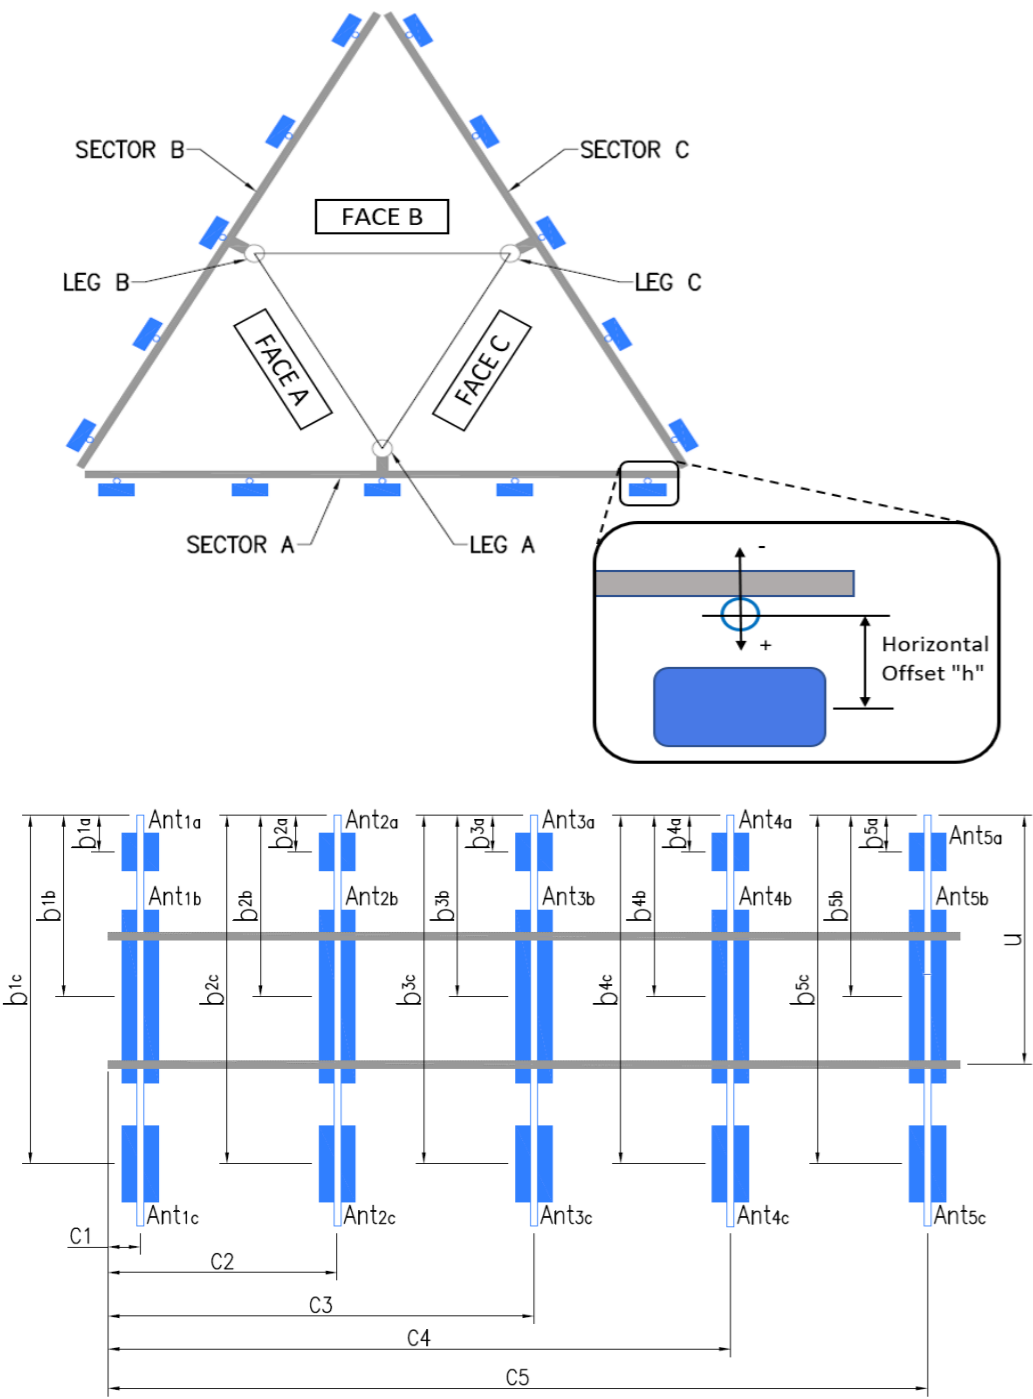 SECTOR B
SECTOR C
FACE B
LEG B
LEG C
FACE A
FACE C
SECTOR A
LEG A
-
+
Horizontal
Offset "h"
b1a
Ant1a
b2a
Ant2a
b3a
Ant3a
b4a
Ant4a
b5a
Ant5a
b1b
Ant1b
b2b
Ant2b
b3b
Ant3b
b4b
Ant4b
b5b
Ant5b
u
b1c
b2c
b3c
b4c
b5c
Ant1c
Ant2c
Ant3c
Ant4c
Ant5c
C1
C2
C3
C4
C5